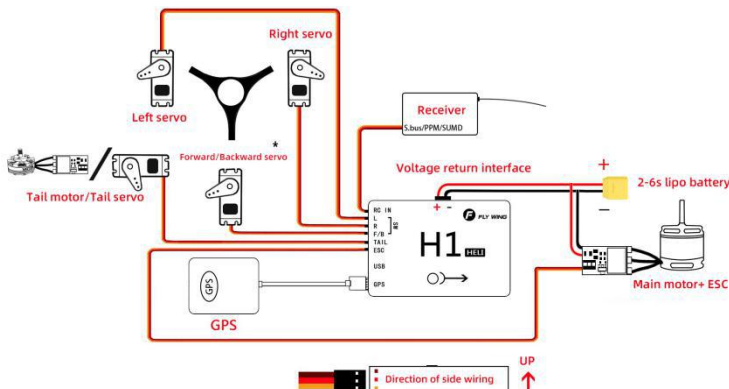 Right servo
Left servo
*
Forward/Backward servo
Tail motor/Tail servo
Receiver
S.bus/PPM/SUMD
Voltage return interface
+
2-6s lipo battery
−
+ -
FLY WING
RC IN
L
R
F/B
SW
TAIL
ESC
USB
GPS
H1 HELI
Main motor+ ESC
GPS
GPS
UP
Direction of side wiring